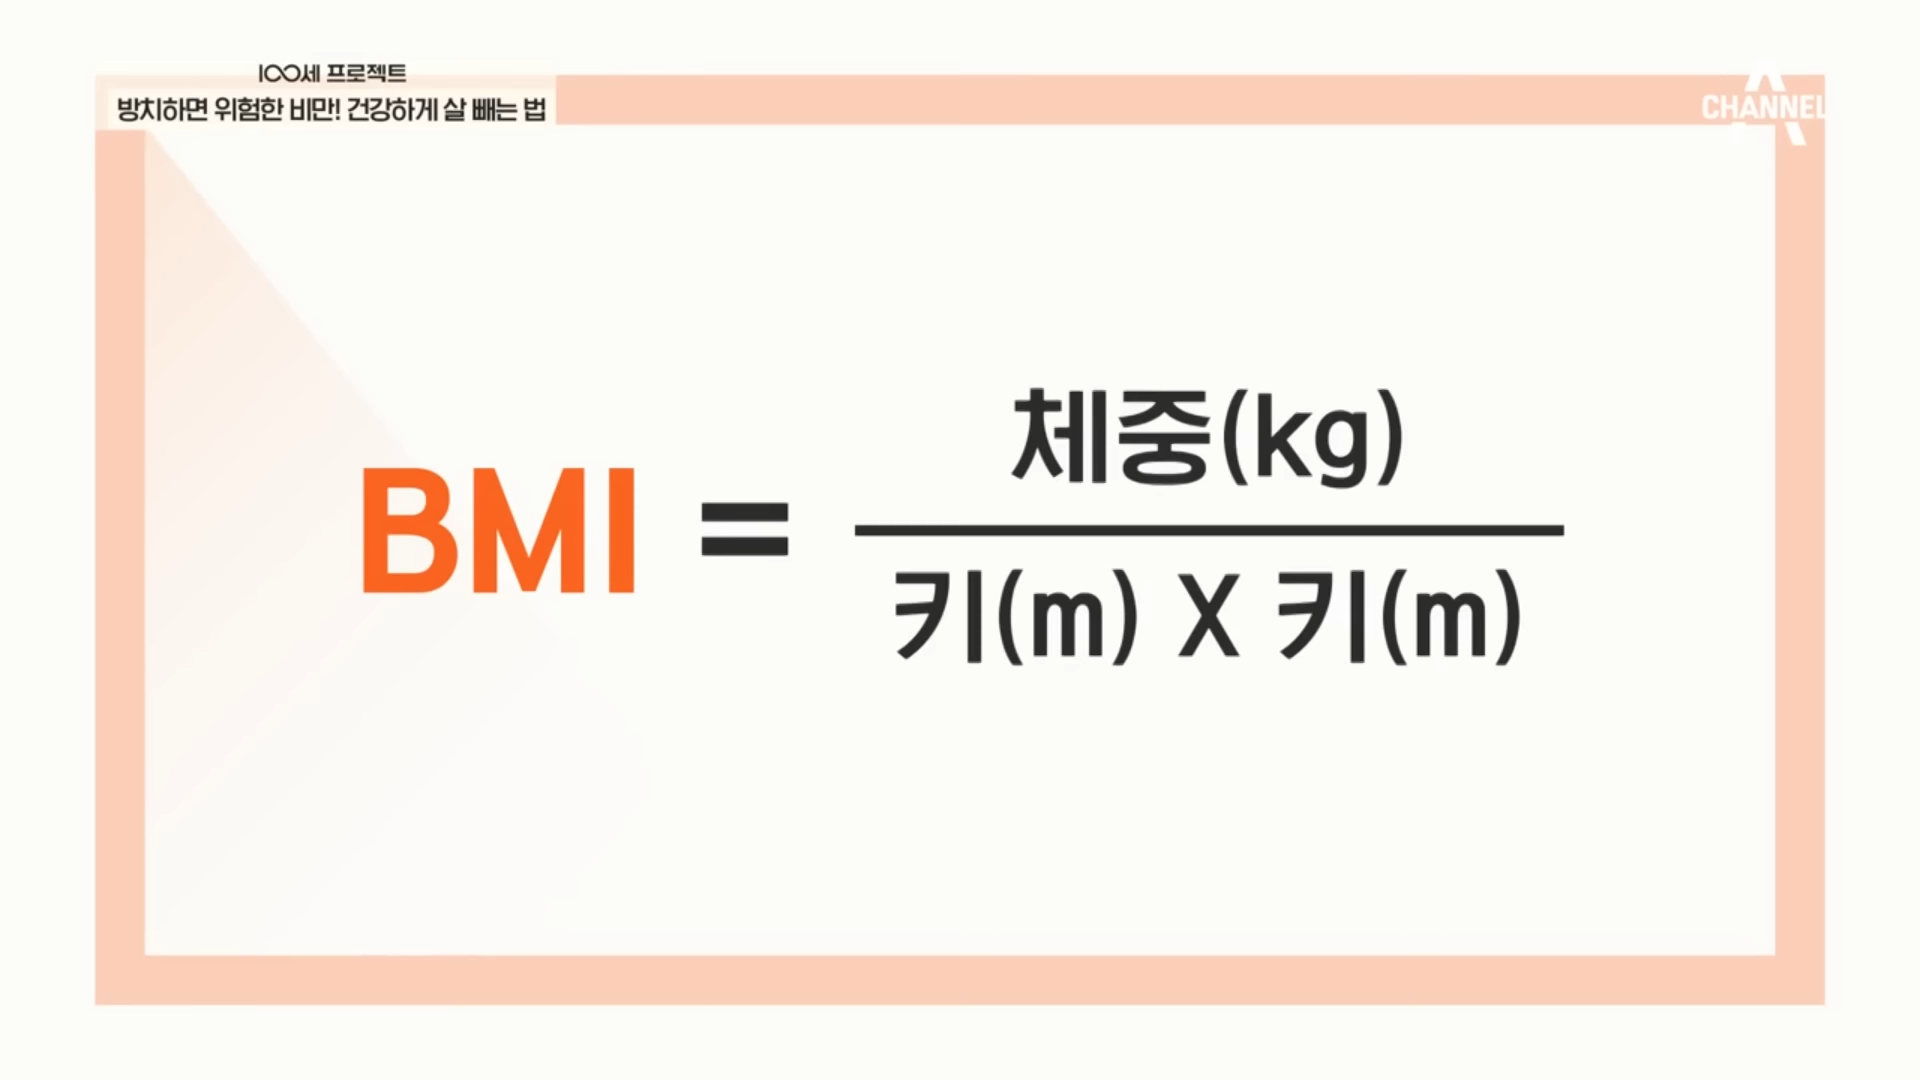 100세 프로젝트
방치하면 위험한 비만! 건강하게 살 빼는 법
CHANNEL A
BMI = 체중(kg)
키(m) X 키(m)